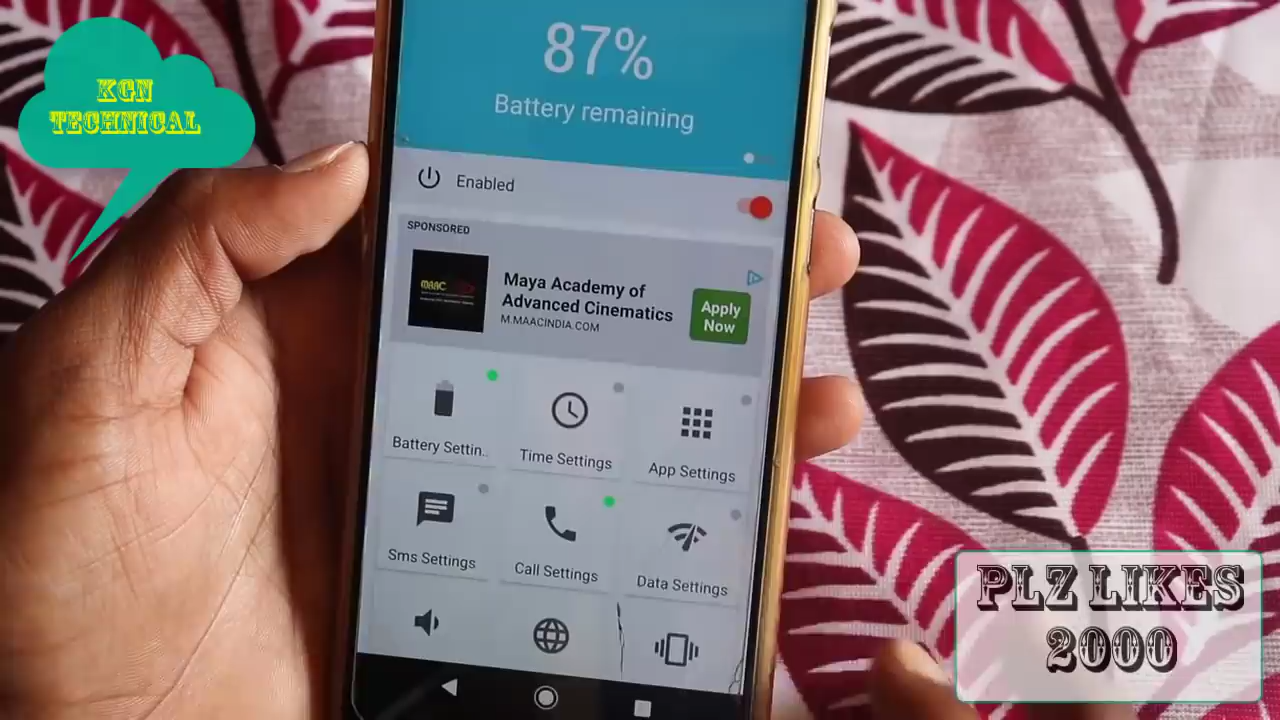 KGN
TECHNICAL
87%
Battery remaining
Enabled
SPONSORED
MAAC
Maya Academy of
Advanced Cinematics
M.MAACINDIA.COM
Apply
Now
Battery Settin..
Time Settings
App Settings
Sms Settings
Call Settings
Data Settings
PLZ LIKES
2000